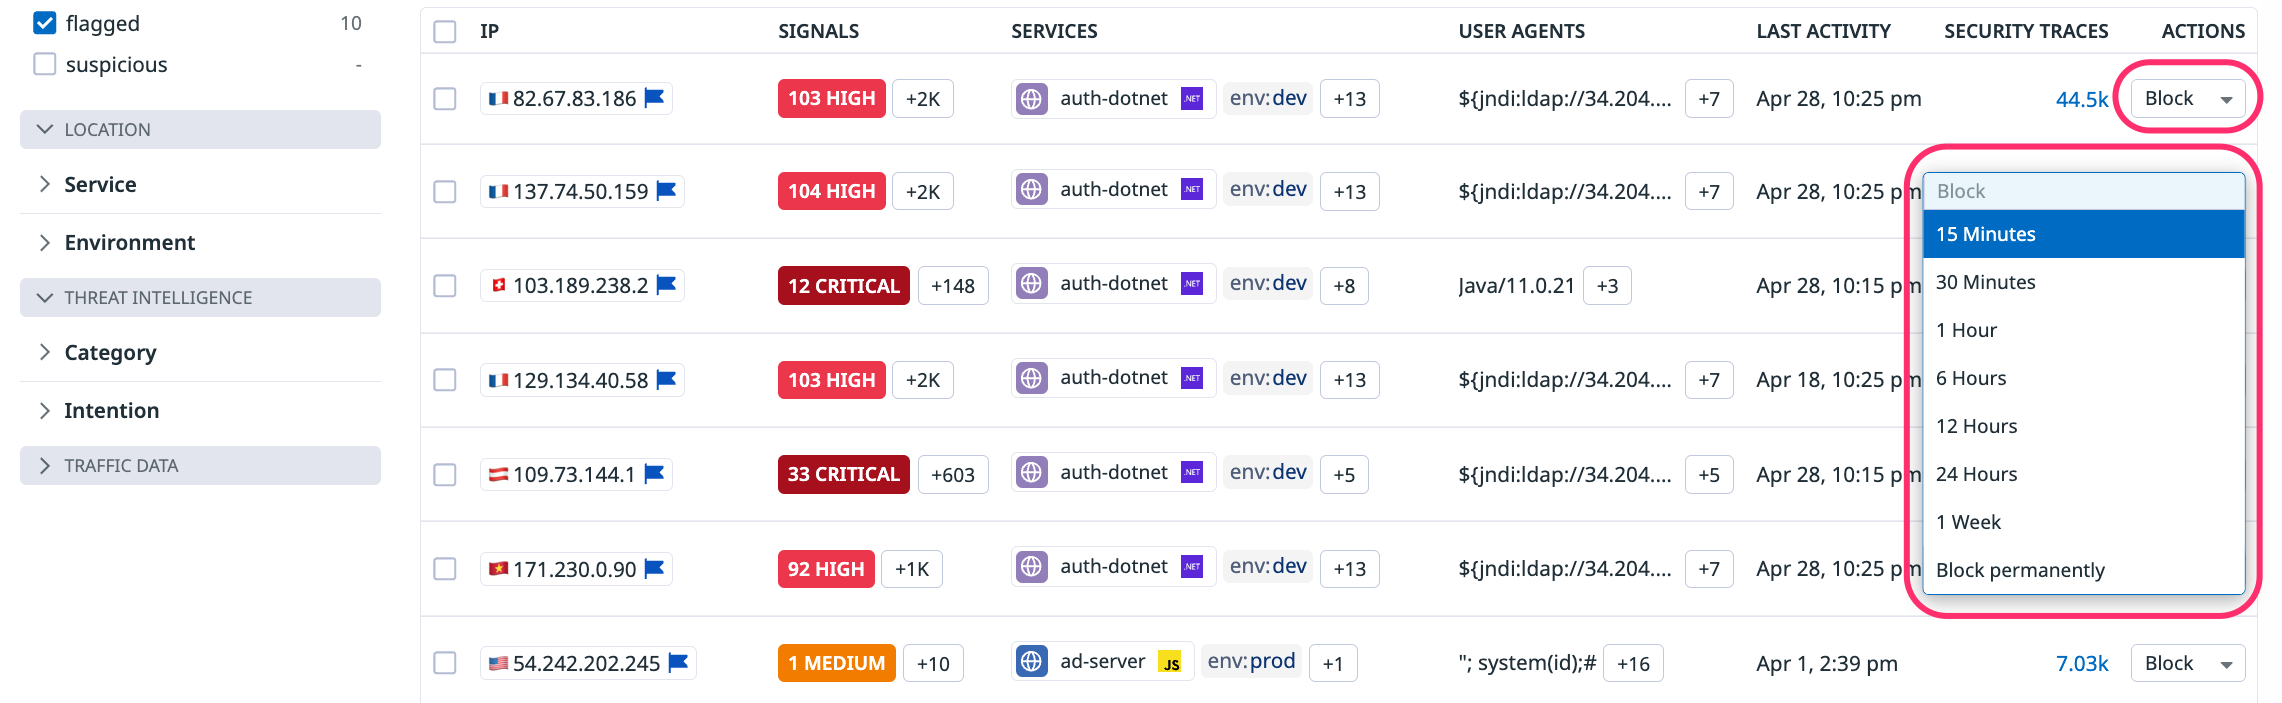 flagged 10
suspicious -
LOCATION
Service
Environment
THREAT INTELLIGENCE
Category
Intention
TRAFFIC DATA
IP SIGNALS SERVICES USER AGENTS LAST ACTIVITY SECURITY TRACES ACTIONS
82.67.83.186 103 HIGH +2K auth-dotnet .NET env:dev +13 ${jndi:ldap://34.204.... +7 Apr 28, 10:25 pm 44.5k Block
137.74.50.159 104 HIGH +2K auth-dotnet .NET env:dev +13 ${jndi:ldap://34.204.... +7 Apr 28, 10:25 pm
103.189.238.2 12 CRITICAL +148 auth-dotnet .NET env:dev +8 Java/11.0.21 +3 Apr 28, 10:15 pm
129.134.40.58 103 HIGH +2K auth-dotnet .NET env:dev +13 ${jndi:ldap://34.204.... +7 Apr 18, 10:25 pm
109.73.144.1 33 CRITICAL +603 auth-dotnet .NET env:dev +5 ${jndi:ldap://34.204.... +5 Apr 28, 10:15 pm
171.230.0.90 92 HIGH +1K auth-dotnet .NET env:dev +13 ${jndi:ldap://34.204.... +7 Apr 28, 10:25 pm
54.242.202.245 1 MEDIUM +10 ad-server JS env:prod +1 "; system(id);# +16 Apr 1, 2:39 pm 7.03k Block
Block
15 Minutes
30 Minutes
1 Hour
6 Hours
12 Hours
24 Hours
1 Week
Block permanently